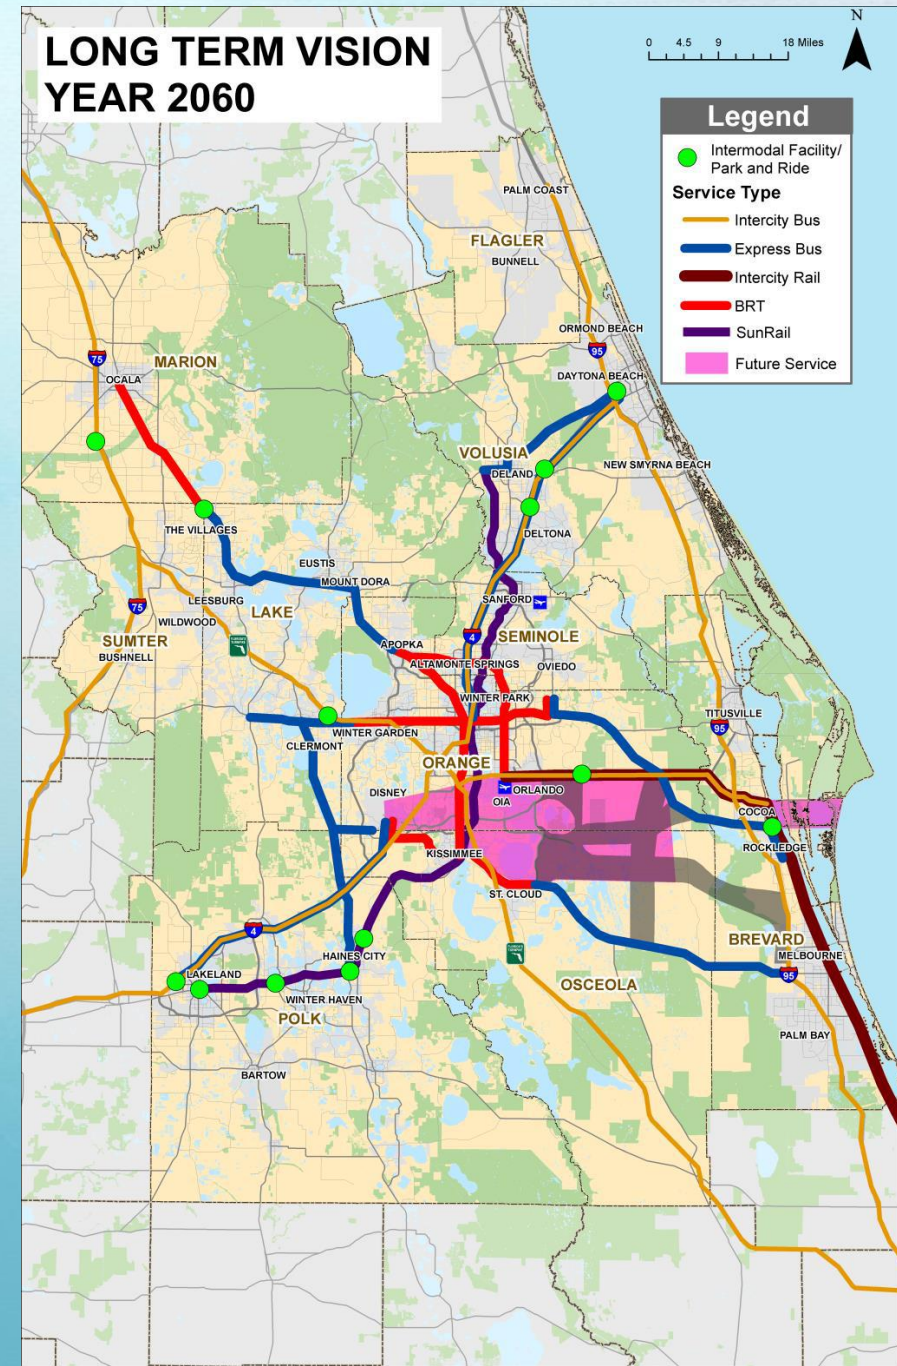 LONG TERM VISION
YEAR 2060
N
0 4.5 9 18 Miles
Legend
Intermodal Facility/
Park and Ride
Service Type
Intercity Bus
Express Bus
Intercity Rail
BRT
SunRail
Future Service
PALM COAST
FLAGLER
BUNNELL
ORMOND BEACH
95
75
MARION
OCALA
DAYTONA BEACH
VOLUSIA
DELAND
NEW SMYRNA BEACH
THE VILLAGES
DELTONA
EUSTIS
MOUNT DORA
LEESBURG
SANFORD
75
LAKE
WILDWOOD
SUMTER
BUSHNELL
4
SEMINOLE
APOPKA
ALTAMONTE SPRINGS
OVIEDO
WINTER PARK
TITUSVILLE
95
WINTER GARDEN
CLERMONT
ORANGE
DISNEY
ORLANDO
OIA
COCOA
ROCKLEDGE
KISSIMMEE
ST. CLOUD
4
BREVARD
HAINES CITY
MELBOURNE
LAKELAND
95
OSCEOLA
WINTER HAVEN
POLK
PALM BAY
BARTOW